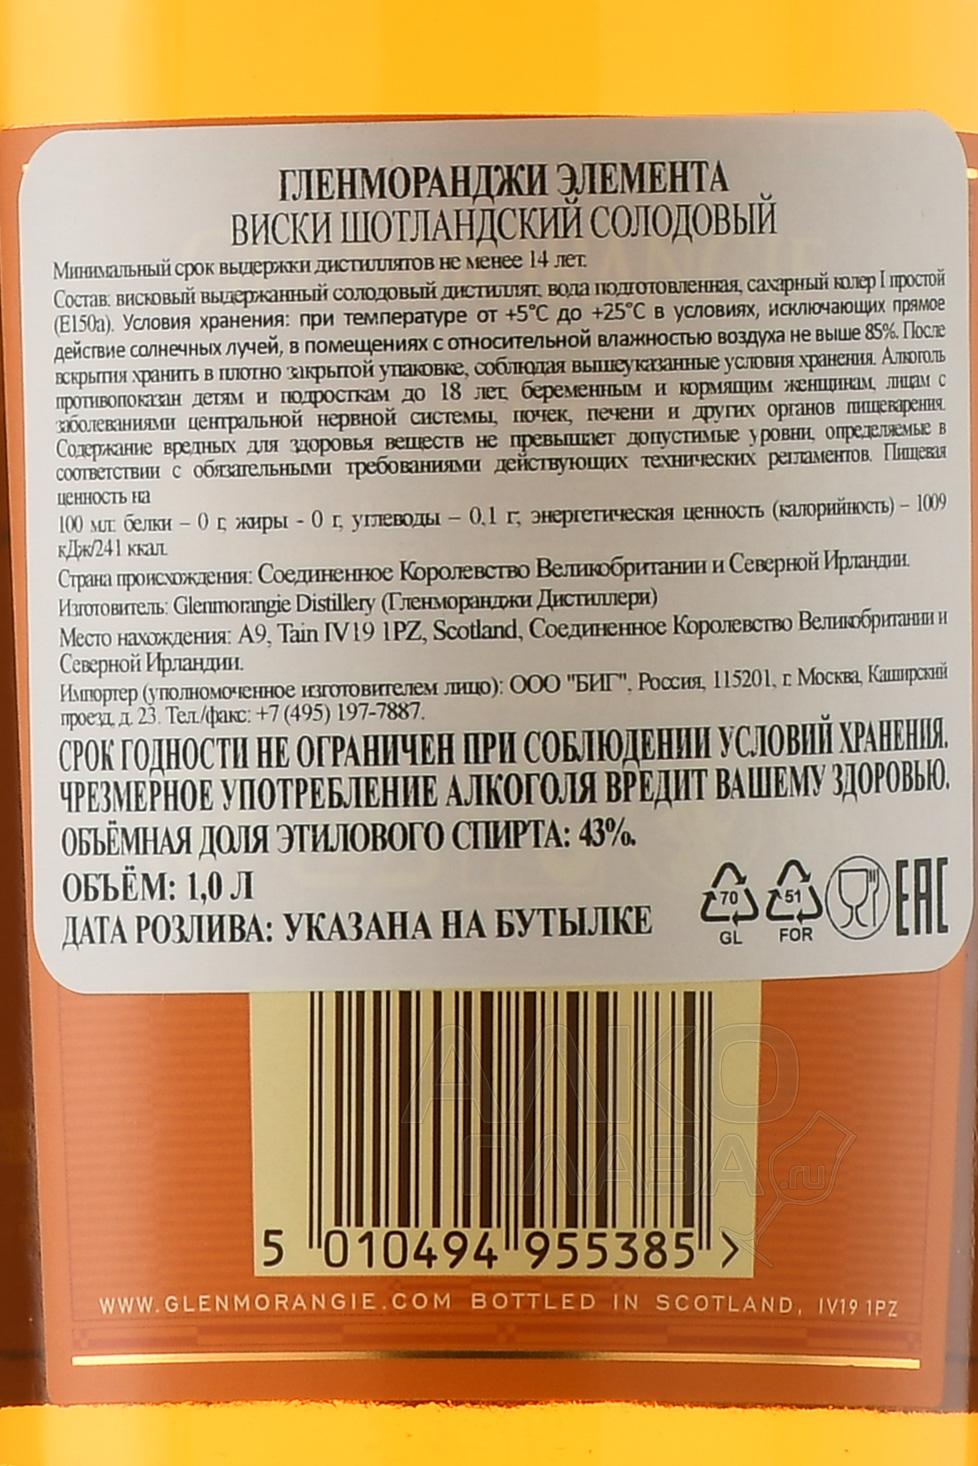 ГЛЕНМОРАНДЖИ ЭЛЕМЕНТА
ВИСКИ ШОТЛАНДСКИЙ СОЛОДОВЫЙ
Минимальный срок выдержки дистиллятов не менее 14 лет.
Состав: висковый выдержанный солодовый дистиллят, вода подготовленная, сахарный колер I простой
(Е150а). Условия хранения: при температуре от +5°С до +25°С в условиях, исключающих прямое
действие солнечных лучей, в помещениях с относительной влажностью воздуха не выше 85%. После
вскрытия хранить в плотно закрытой упаковке, соблюдая вышеуказанные условия хранения. Алкоголь
противопоказан детям и подросткам до 18 лет, беременным и кормящим женщинам, лицам с
заболеваниями центральной нервной системы, почек, печени и других органов пищеварения.
Содержание вредных для здоровья веществ не превышает допустимые уровни, определяемые в
соответствии с обязательными требованиями действующих технических регламентов. Пищевая
ценность на
100 мл: белки – 0 г, жиры - 0 г, углеводы – 0,1 г, энергетическая ценность (калорийность) – 1009
кДж/241 ккал.
Страна происхождения: Соединенное Королевство Великобритании и Северной Ирландии.
Изготовитель: Glenmorangie Distillery (Гленморанджи Дистиллери)
Место нахождения: A9, Tain IV19 1PZ, Scotland, Соединенное Королевство Великобритании и
Северной Ирландии.
Импортер (уполномоченное изготовителем лицо): ООО "БИГ". Россия, 115201, г. Москва, Каширский
проезд, д. 23. Тел./факс: +7 (495) 197-7887.
СРОК ГОДНОСТИ НЕ ОГРАНИЧЕН ПРИ СОБЛЮДЕНИИ УСЛОВИЙ ХРАНЕНИЯ.
ЧРЕЗМЕРНОЕ УПОТРЕБЛЕНИЕ АЛКОГОЛЯ ВРЕДИТ ВАШЕМУ ЗДОРОВЬЮ.
ОБЪЁМНАЯ ДОЛЯ ЭТИЛОВОГО СПИРТА: 43%.
ОБЪЁМ: 1,0 Л
ДАТА РОЗЛИВА: УКАЗАНА НА БУТЫЛКЕ
70 51 EAC
GL FOR
АЛКО
ПЛАЗА.ru
5 010494 955385 >
WWW.GLENMORANGIE.COM BOTTLED IN SCOTLAND, IV19 1PZ